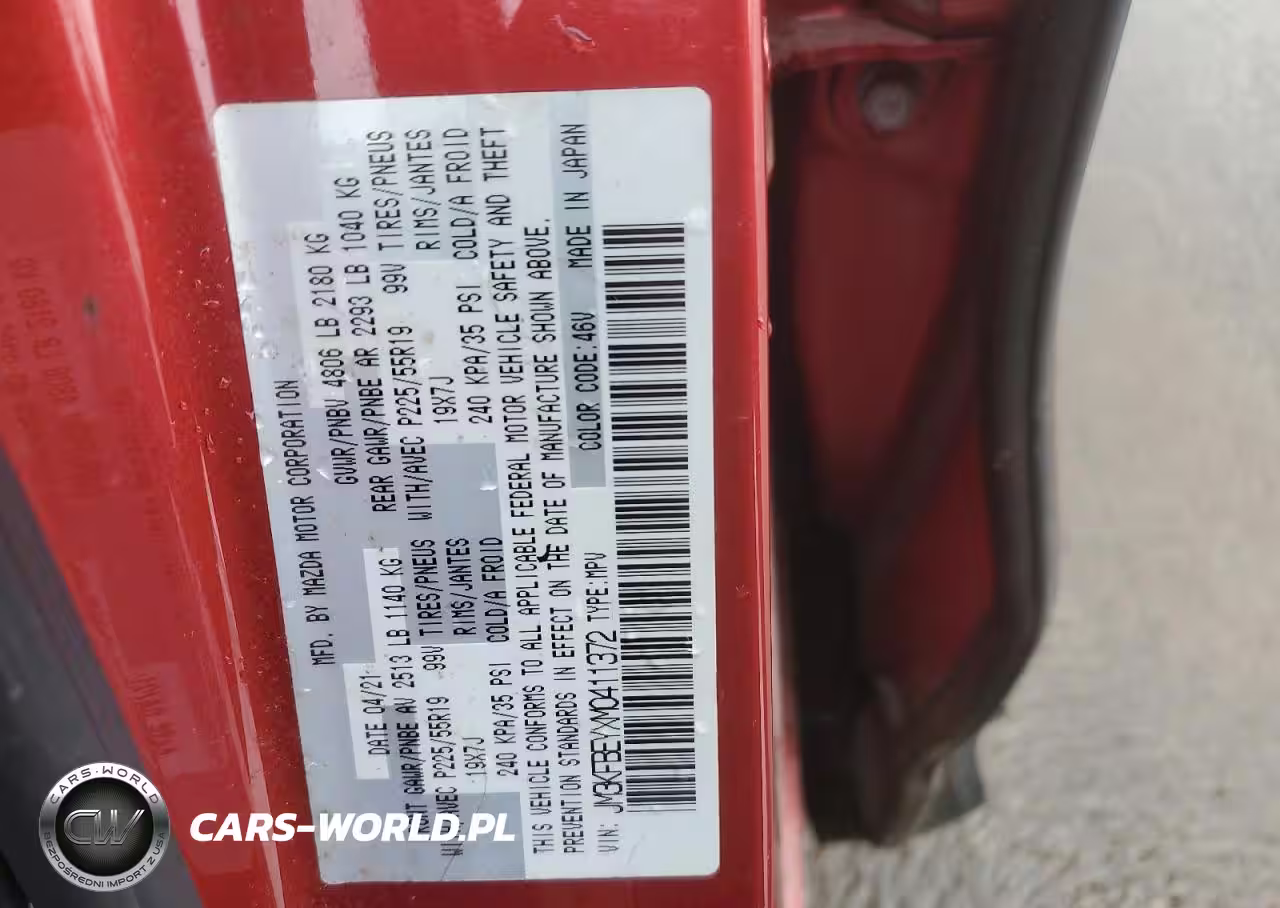 MFD. BY MAZDA MOTOR CORPORATION
DATE 04/21 GVWR/PNBV 4806 LB 2180 KG
GAWR/PNBE AV 2513 LB 1140 KG REAR GAWR/PNBE AR 2293 LB 1040 KG
P225/55R19 99V TIRES/PNEUS WITH/AVEC P225/55R19 99V TIRES/PNEUS
19X7J RIMS/JANTES 19X7J RIMS/JANTES
240 KPA/35 PSI COLD/A FROID 240 KPA/35 PSI COLD/A FROID
THIS VEHICLE CONFORMS TO ALL APPLICABLE FEDERAL MOTOR VEHICLE SAFETY AND THEFT
PREVENTION STANDARDS IN EFFECT ON THE DATE OF MANUFACTURE SHOWN ABOVE.
VIN: JM3KFBEYXM0411372 TYPE:MPV COLOR CODE:46V MADE IN JAPAN
CARS-WORLD
CW
BEZPOŚREDNI IMPORT Z USA
CARS-WORLD.PL